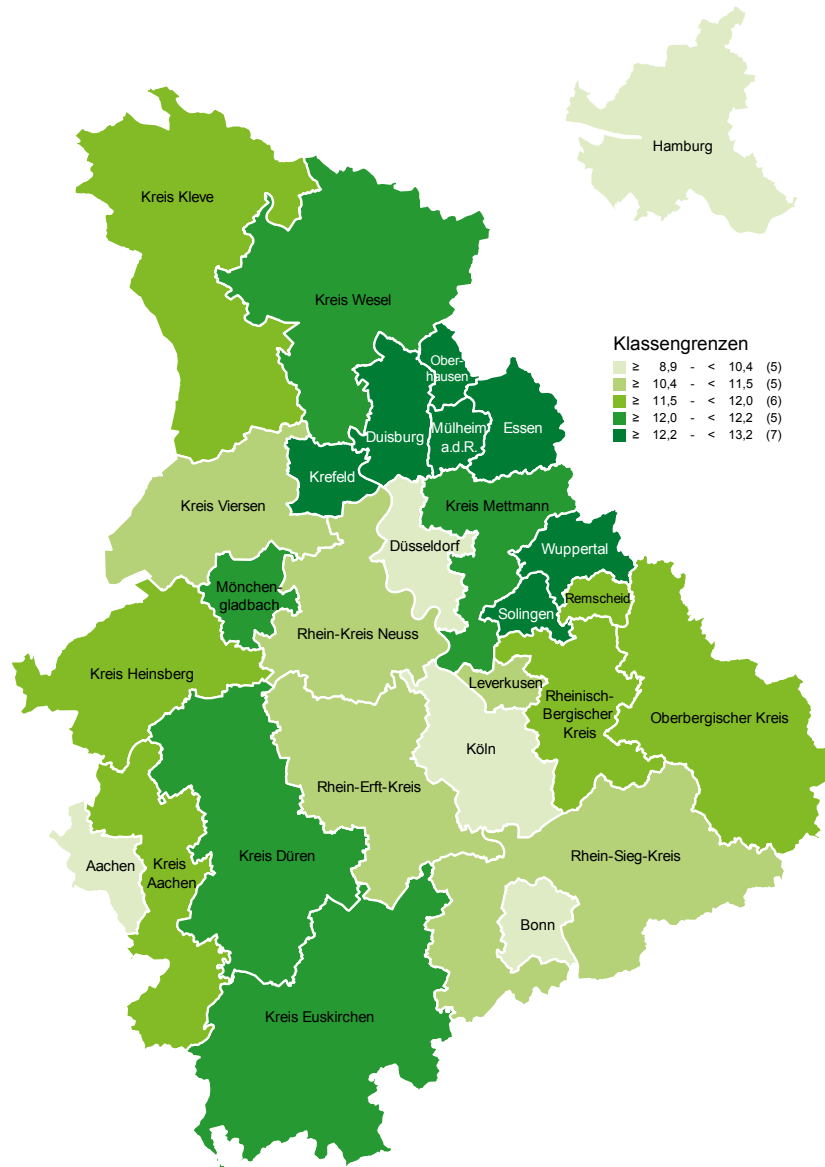 Hamburg
Kreis Kleve
Kreis Wesel
Klassengrenzen
≥ 8,9 - < 10,4 (5)
≥ 10,4 - < 11,5 (5)
≥ 11,5 - < 12,0 (6)
≥ 12,0 - < 12,2 (5)
≥ 12,2 - < 13,2 (7)
Ober-
hausen
Duisburg
Mülheim
a.d.R.
Essen
Krefeld
Kreis Viersen
Kreis Mettmann
Düsseldorf
Wuppertal
Mönchen-
gladbach
Remscheid
Solingen
Rhein-Kreis Neuss
Kreis Heinsberg
Leverkusen
Rheinisch-
Bergischer
Kreis
Oberbergischer Kreis
Köln
Rhein-Erft-Kreis
Aachen
Kreis
Aachen
Kreis Düren
Rhein-Sieg-Kreis
Bonn
Kreis Euskirchen